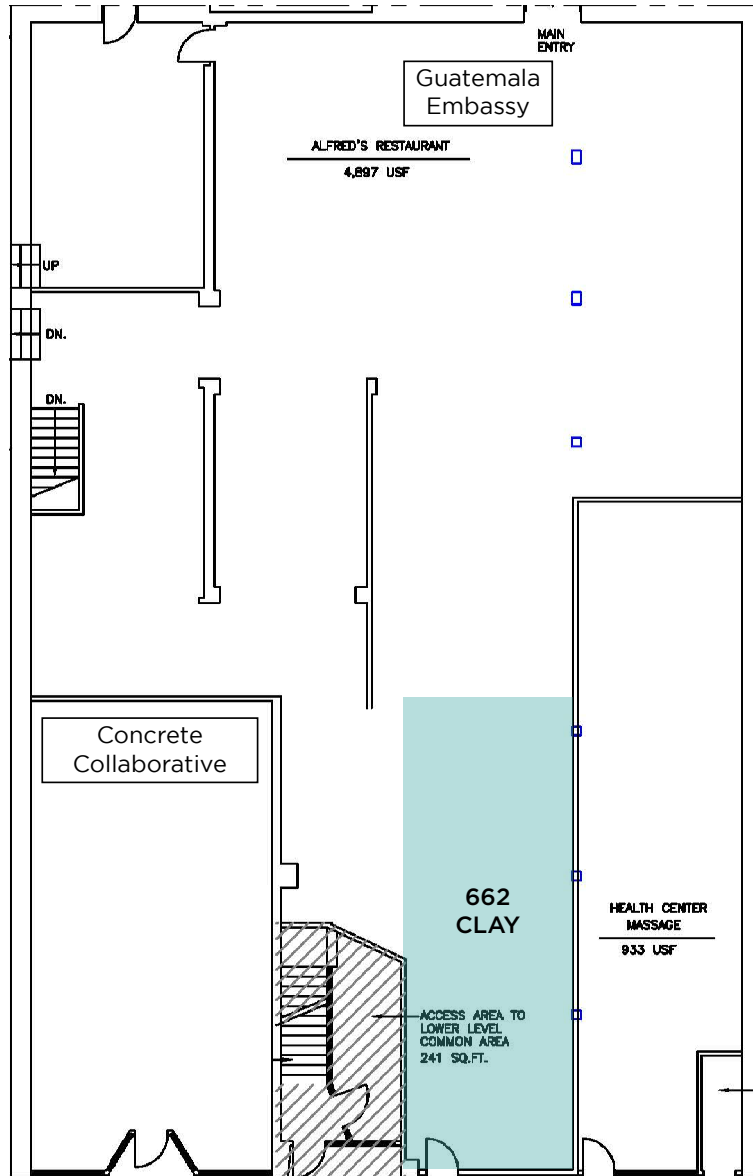 MAIN
ENTRY
Guatemala
Embassy
ALFRED'S RESTAURANT
4,897 USF
UP
DN.
DN.
Concrete
Collaborative
662
CLAY
HEALTH CENTER
MASSAGE
933 USF
ACCESS AREA TO
LOWER LEVEL
COMMON AREA
241 SQ.FT.